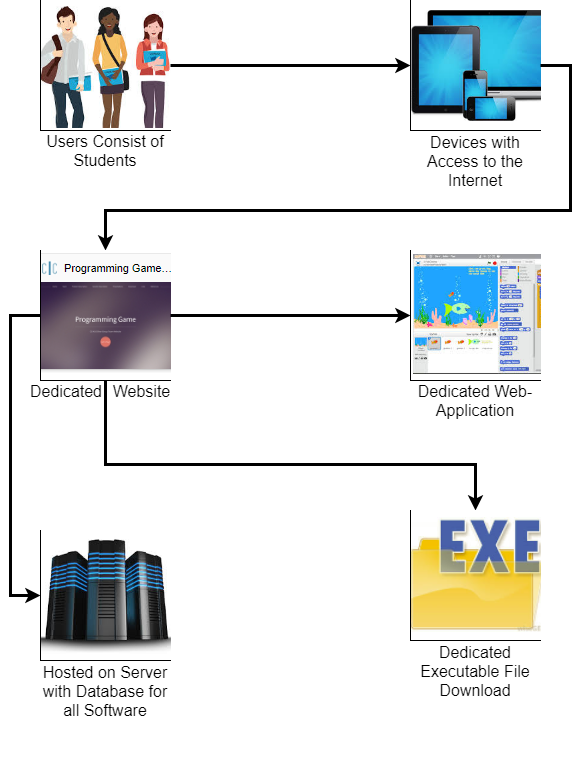 Users Consist of
Students
Devices with
Access to the
Internet
C|C Programming Game...
Programming Game
Dedicated Website
Dedicated Web-
Application
EXE
Hosted on Server
with Database for
all Software
Dedicated
Executable File
Download